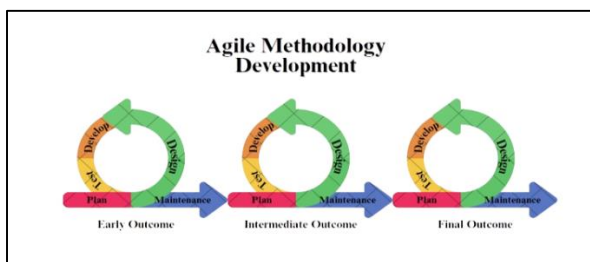 Agile Methodology
Development
Develop
Design
Test
Plan
Maintenance
Early Outcome
Develop
Design
Test
Plan
Maintenance
Intermediate Outcome
Develop
Design
Test
Plan
Maintenance
Final Outcome